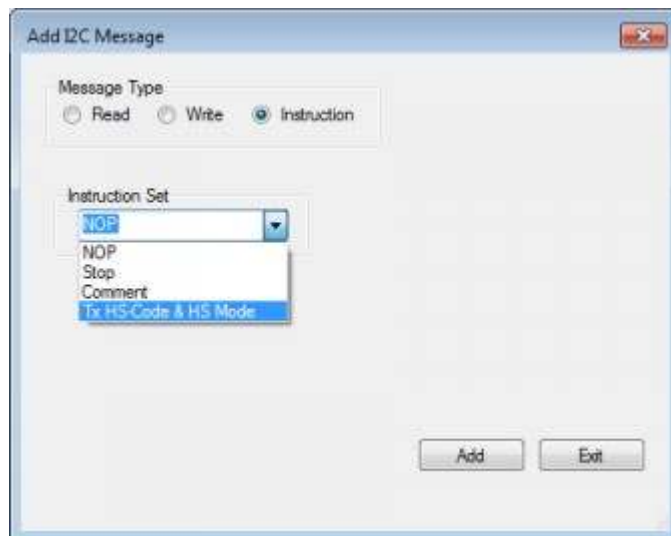 Add I2C Message
Message Type
Read Write Instruction
Instruction Set
NOP
NOP
Stop
Comment
Tx HS-Code & HS Mode
Add Exit